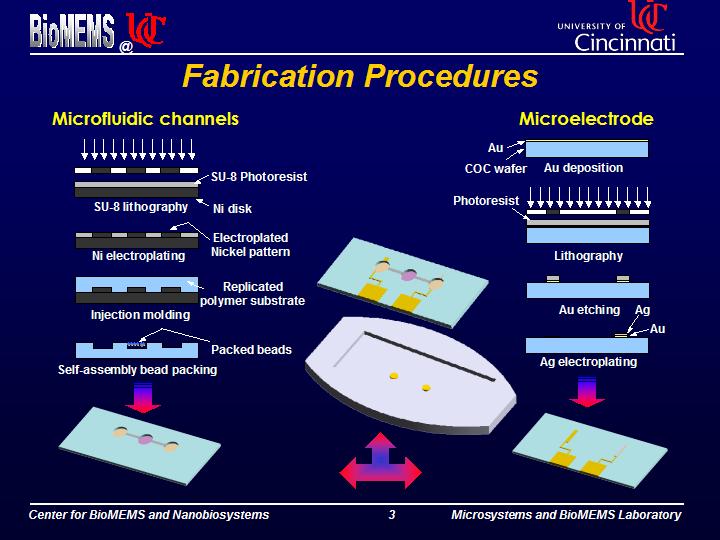 BioMEMS @ UC
UNIVERSITY OF
Cincinnati
Fabrication Procedures
Microfluidic channels
SU-8 Photoresist
SU-8 lithography
Ni disk
Electroplated
Nickel pattern
Ni electroplating
Replicated
polymer substrate
Injection molding
Packed beads
Self-assembly bead packing
Microelectrode
Au
COC wafer
Au deposition
Photoresist
Lithography
Au etching
Ag
Au
Ag electroplating
Center for BioMEMS and Nanobiosystems
3
Microsystems and BioMEMS Laboratory